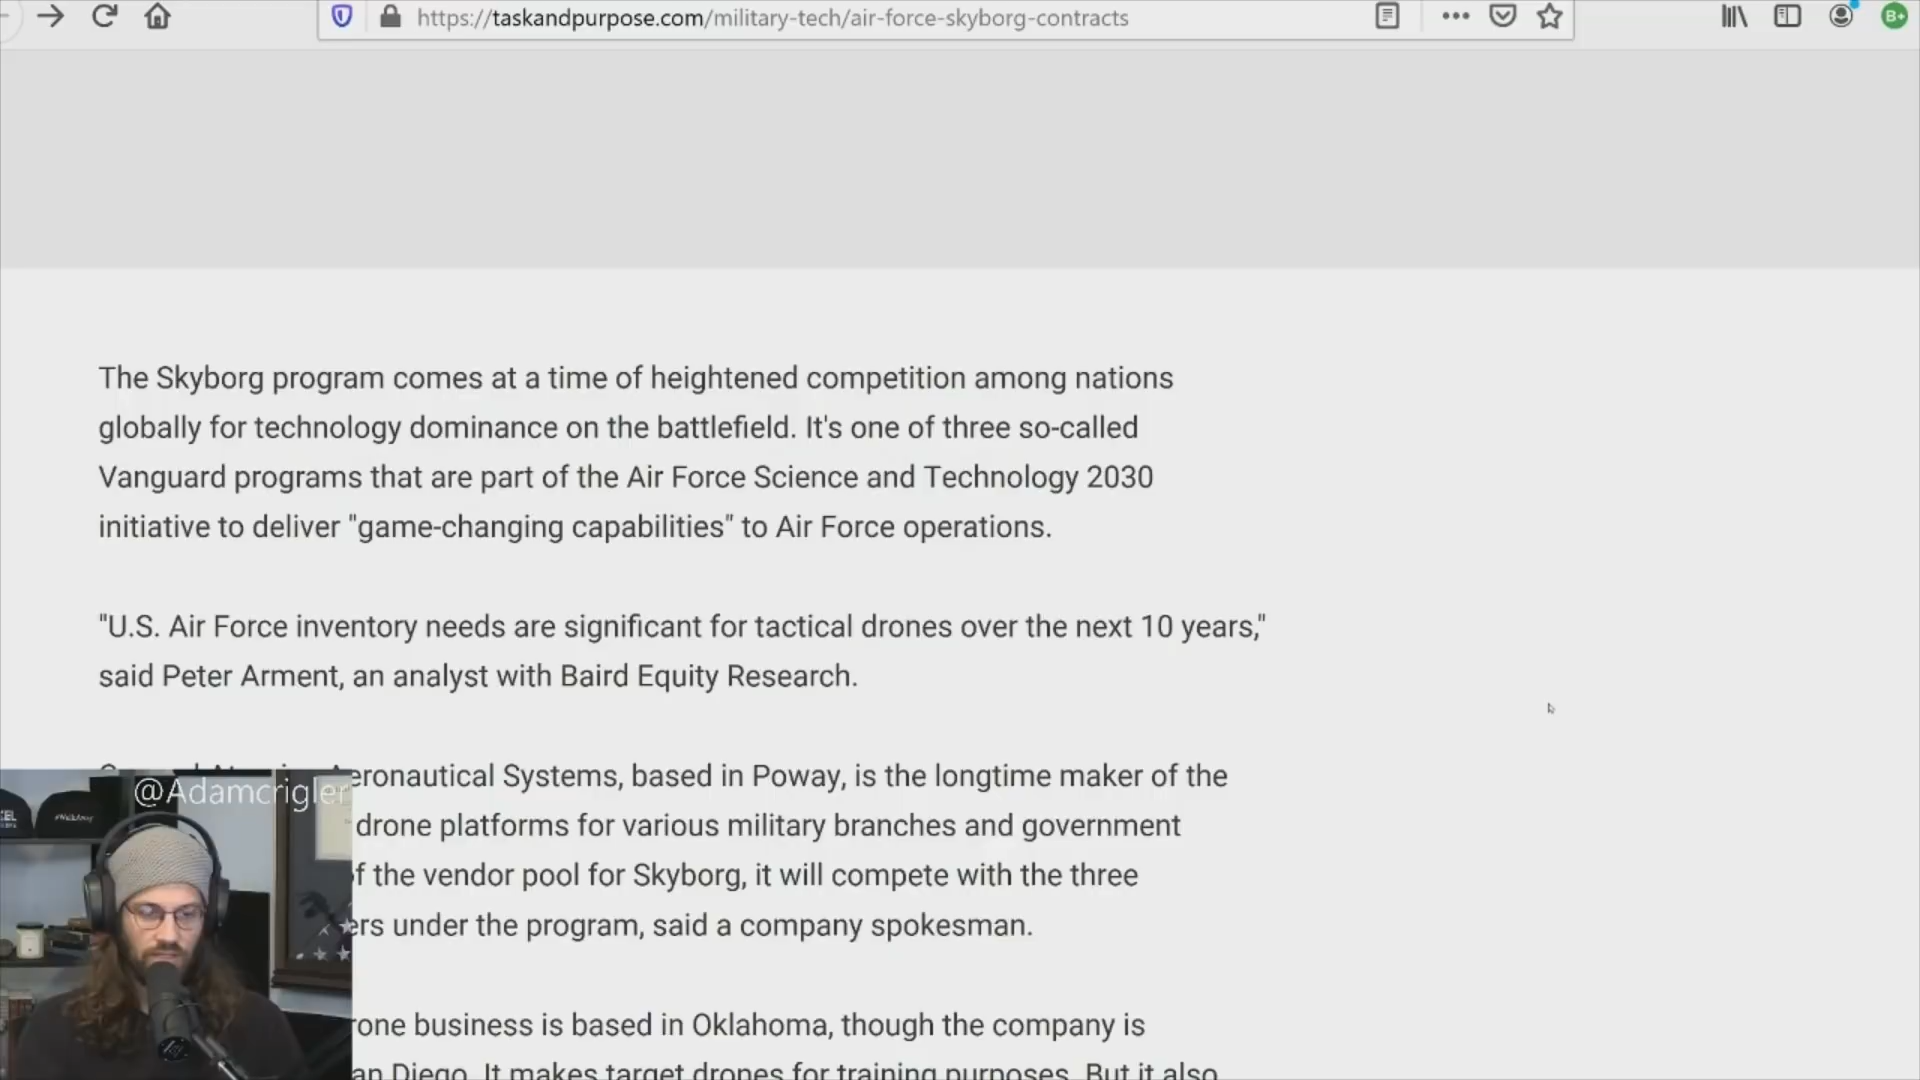 https://taskandpurpose.com/military-tech/air-force-skyborg-contracts
B+
The Skyborg program comes at a time of heightened competition among nations
globally for technology dominance on the battlefield. It's one of three so-called
Vanguard programs that are part of the Air Force Science and Technology 2030
initiative to deliver "game-changing capabilities" to Air Force operations.
"U.S. Air Force inventory needs are significant for tactical drones over the next 10 years,"
said Peter Arment, an analyst with Baird Equity Research.
Aeronautical Systems, based in Poway, is the longtime maker of the
drone platforms for various military branches and government
of the vendor pool for Skyborg, it will compete with the three
under the program, said a company spokesman.
business is based in Oklahoma, though the company is
Diego. It makes target drones for training purposes. But it also
@Adamcrigler